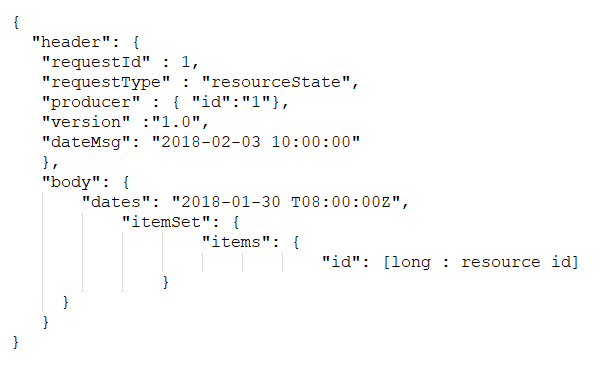 {
"header": {
"requestId" : 1,
"requestType" : "resourceState",
"producer" : { "id":"1"},
"version" :"1.0",
"dateMsg": "2018-02-03 10:00:00"
},
"body": {
"dates": "2018-01-30 T08:00:00Z",
"itemSet": {
"items": {
"id": [long : resource id]
}
}
}
}